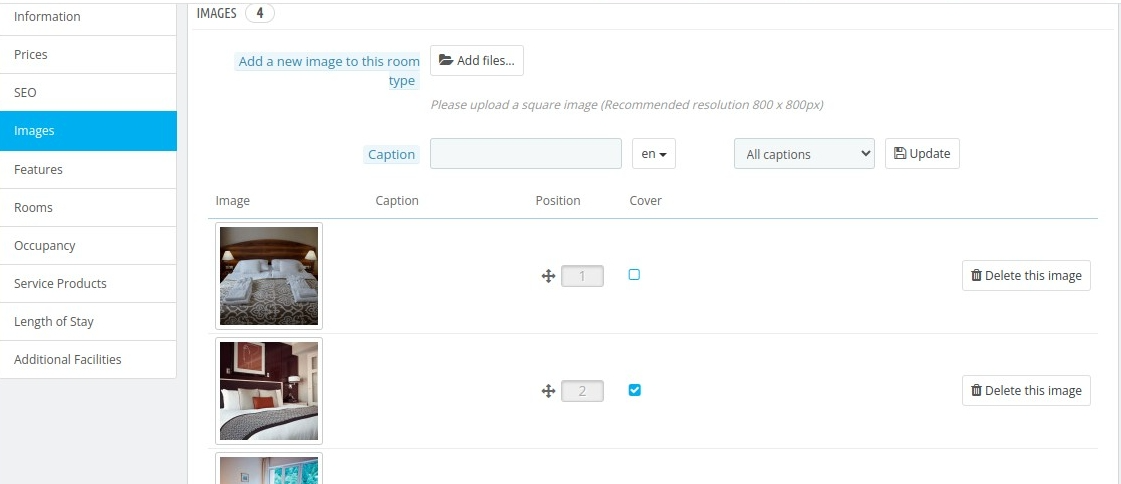 Information
Prices
SEO
Images
Features
Rooms
Occupancy
Service Products
Length of Stay
Additional Facilities
IMAGES 4
Add a new image to this room
type
Add files...
Please upload a square image (Recommended resolution 800 x 800px)
Caption
en
All captions
Update
Image Caption Position Cover
1
Delete this image
2
Delete this image